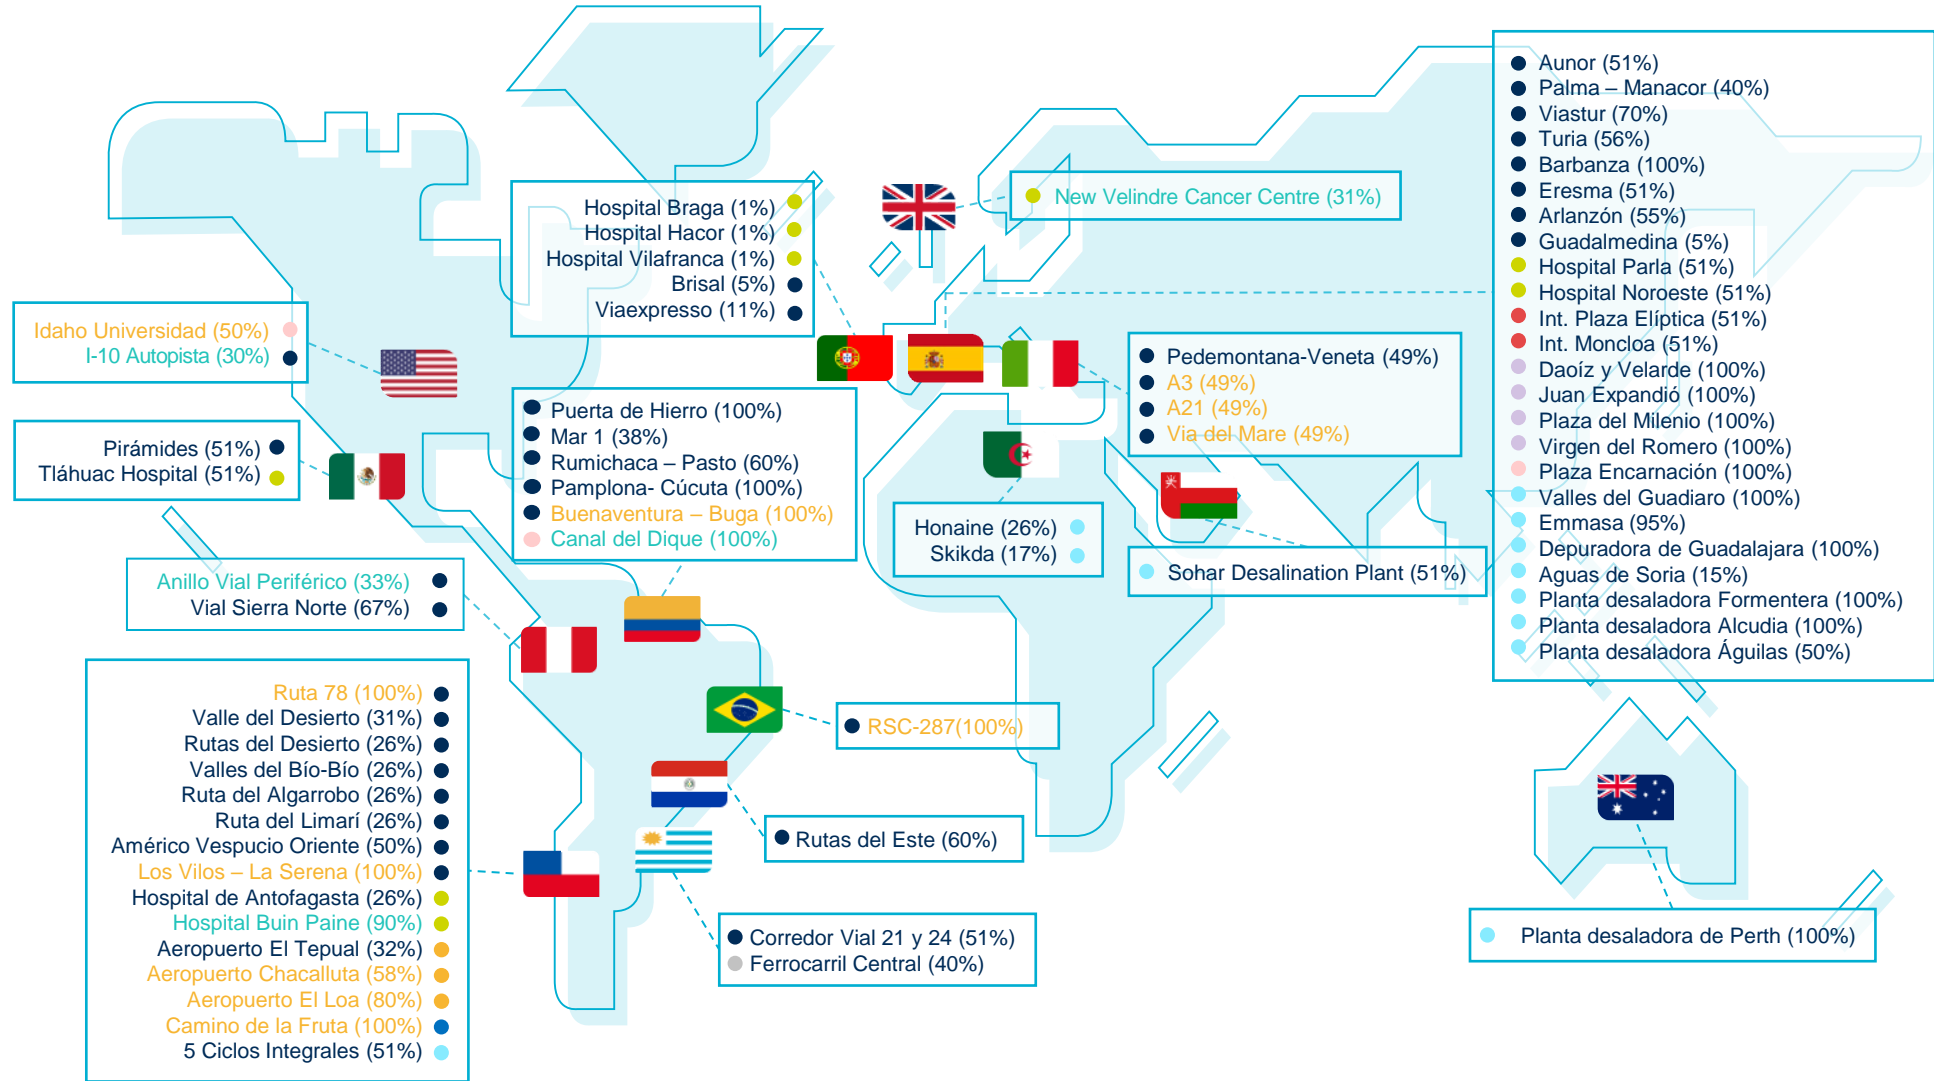 Idaho Universidad (50%)
I-10 Autopista (30%)
Pirámides (51%)
Tláhuac Hospital (51%)
Anillo Vial Periférico (33%)
Vial Sierra Norte (67%)
Ruta 78 (100%)
Valle del Desierto (31%)
Rutas del Desierto (26%)
Valles del Bío-Bío (26%)
Ruta del Algarrobo (26%)
Ruta del Limarí (26%)
Américo Vespucio Oriente (50%)
Los Vilos – La Serena (100%)
Hospital de Antofagasta (26%)
Hospital Buin Paine (90%)
Aeropuerto El Tepual (32%)
Aeropuerto Chacalluta (58%)
Aeropuerto El Loa (80%)
Camino de la Fruta (100%)
5 Ciclos Integrales (51%)
Hospital Braga (1%)
Hospital Hacor (1%)
Hospital Vilafranca (1%)
Brisal (5%)
Viaexpresso (11%)
Puerta de Hierro (100%)
Mar 1 (38%)
Rumichaca – Pasto (60%)
Pamplona- Cúcuta (100%)
Buenaventura – Buga (100%)
Canal del Dique (100%)
RSC-287(100%)
Rutas del Este (60%)
Corredor Vial 21 y 24 (51%)
Ferrocarril Central (40%)
New Velindre Cancer Centre (31%)
Pedemontana-Veneta (49%)
A3 (49%)
A21 (49%)
Via del Mare (49%)
Honaine (26%)
Skikda (17%)
Sohar Desalination Plant (51%)
Aunor (51%)
Palma – Manacor (40%)
Viastur (70%)
Turia (56%)
Barbanza (100%)
Eresma (51%)
Arlanzón (55%)
Guadalmedina (5%)
Hospital Parla (51%)
Hospital Noroeste (51%)
Int. Plaza Elíptica (51%)
Int. Moncloa (51%)
Daoíz y Velarde (100%)
Juan Expandió (100%)
Plaza del Milenio (100%)
Virgen del Romero (100%)
Plaza Encarnación (100%)
Valles del Guadiaro (100%)
Emmasa (95%)
Depuradora de Guadalajara (100%)
Aguas de Soria (15%)
Planta desaladora Formentera (100%)
Planta desaladora Alcudia (100%)
Planta desaladora Águilas (50%)
Planta desaladora de Perth (100%)